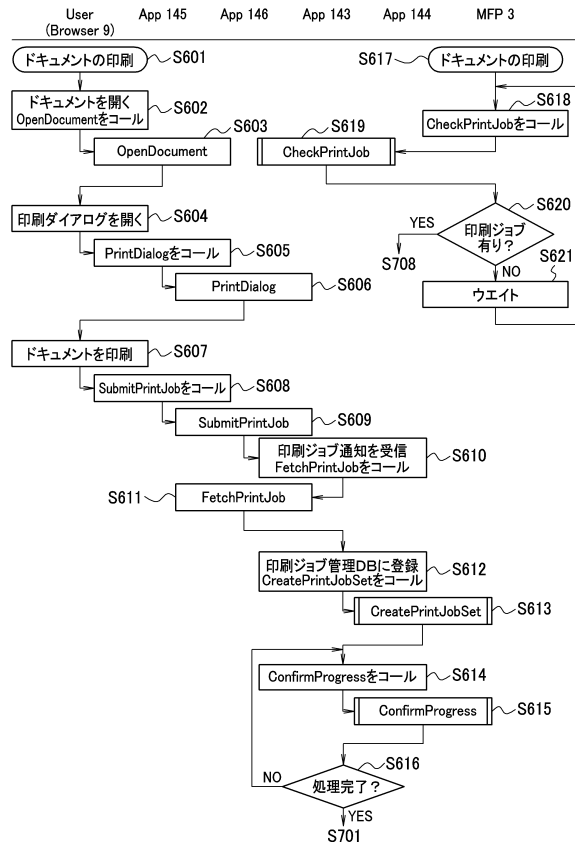 User
(Browser 9)
App 145
App 146
App 143
App 144
MFP 3
ドキュメントの印刷
S601
ドキュメントを開く
OpenDocumentをコール
S602
S603
OpenDocument
印刷ダイアログを開く
S604
PrintDialogをコール
S605
PrintDialog
S606
ドキュメントを印刷
S607
SubmitPrintJobをコール
S608
SubmitPrintJob
S609
印刷ジョブ通知を受信
FetchPrintJobをコール
S610
S611
FetchPrintJob
印刷ジョブ管理DBに登録
CreatePrintJobSetをコール
S612
CreatePrintJobSet
S613
ConfirmProgressをコール
S614
ConfirmProgress
S615
S616
処理完了?
NO
YES
S701
S617
ドキュメントの印刷
S618
CheckPrintJobをコール
S619
CheckPrintJob
S620
印刷ジョブ
有り?
YES
S708
NO
S621
ウエイト